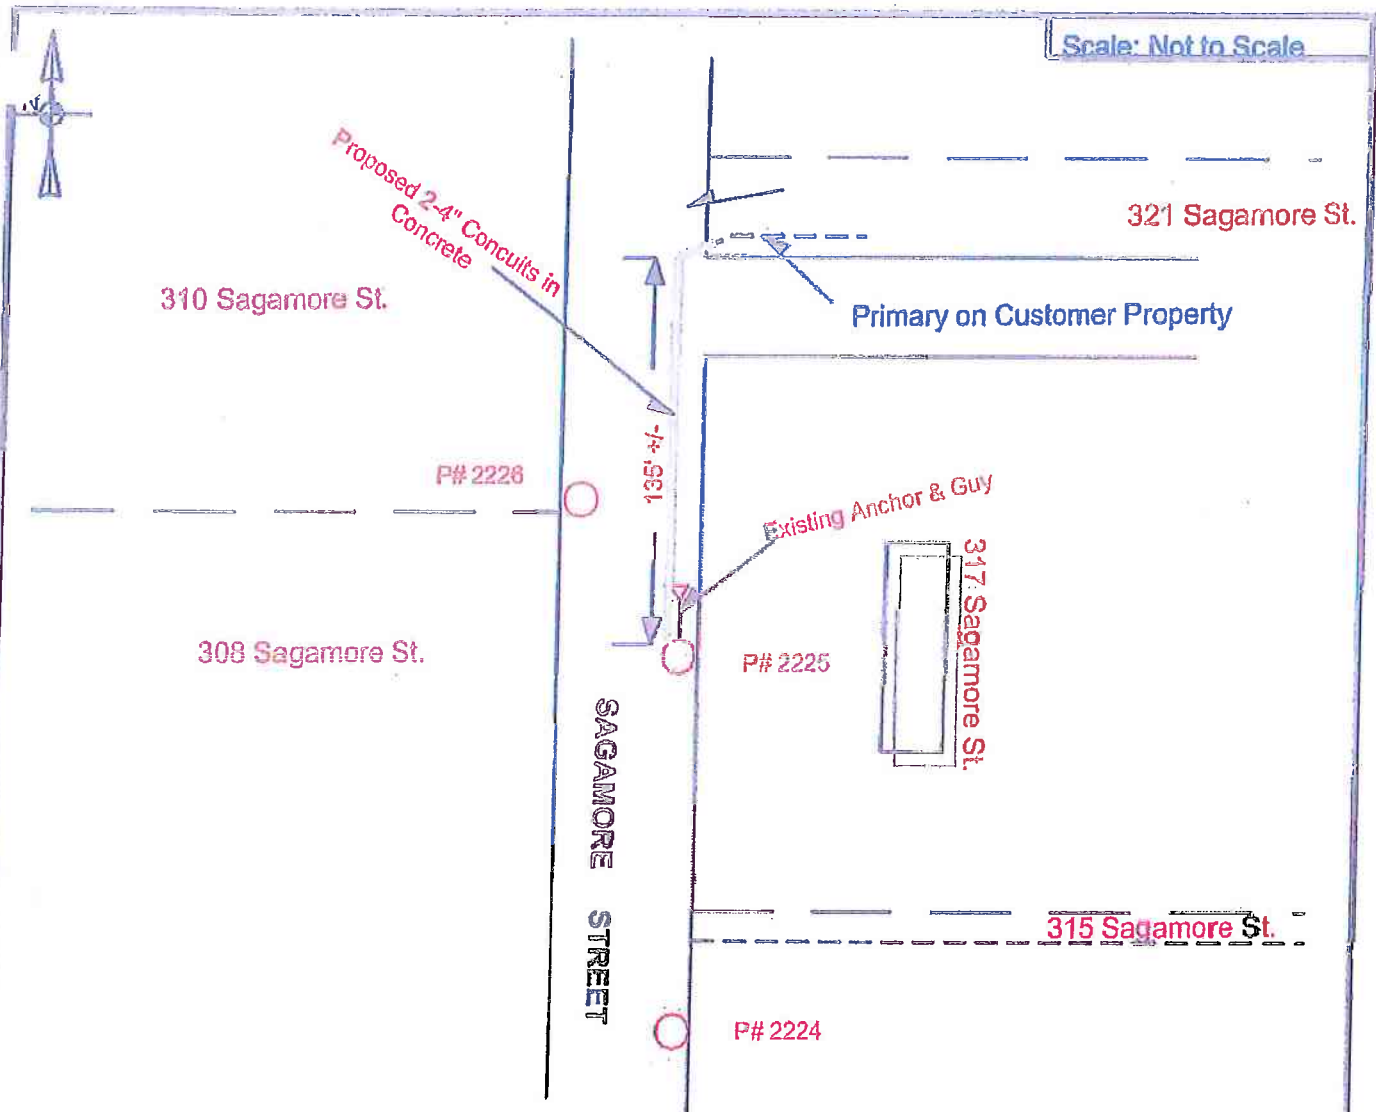 Scale: Not to Scale
Proposed 2-4" Concuits in
Concrete
321 Sagamore St.
310 Sagamore St.
Primary on Customer Property
135' +/-
P# 2226
Existing Anchor & Guy
317 Sagamore St.
308 Sagamore St.
P# 2225
SAGAMORE STREET
315 Sagamore St.
P# 2224